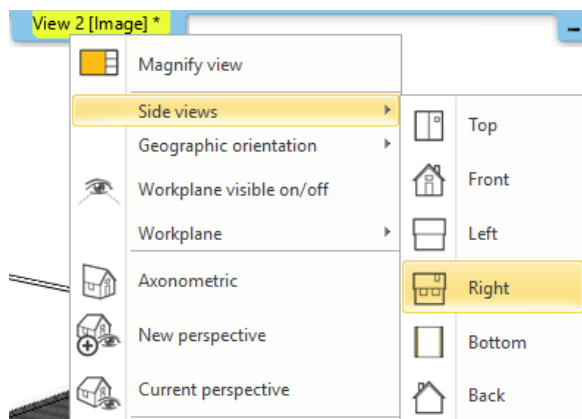 View 2 [Image] *
Magnify view
Side views
Geographic orientation
Workplane visible on/off
Workplane
Axonometric
New perspective
Current perspective
Top
Front
Left
Right
Bottom
Back